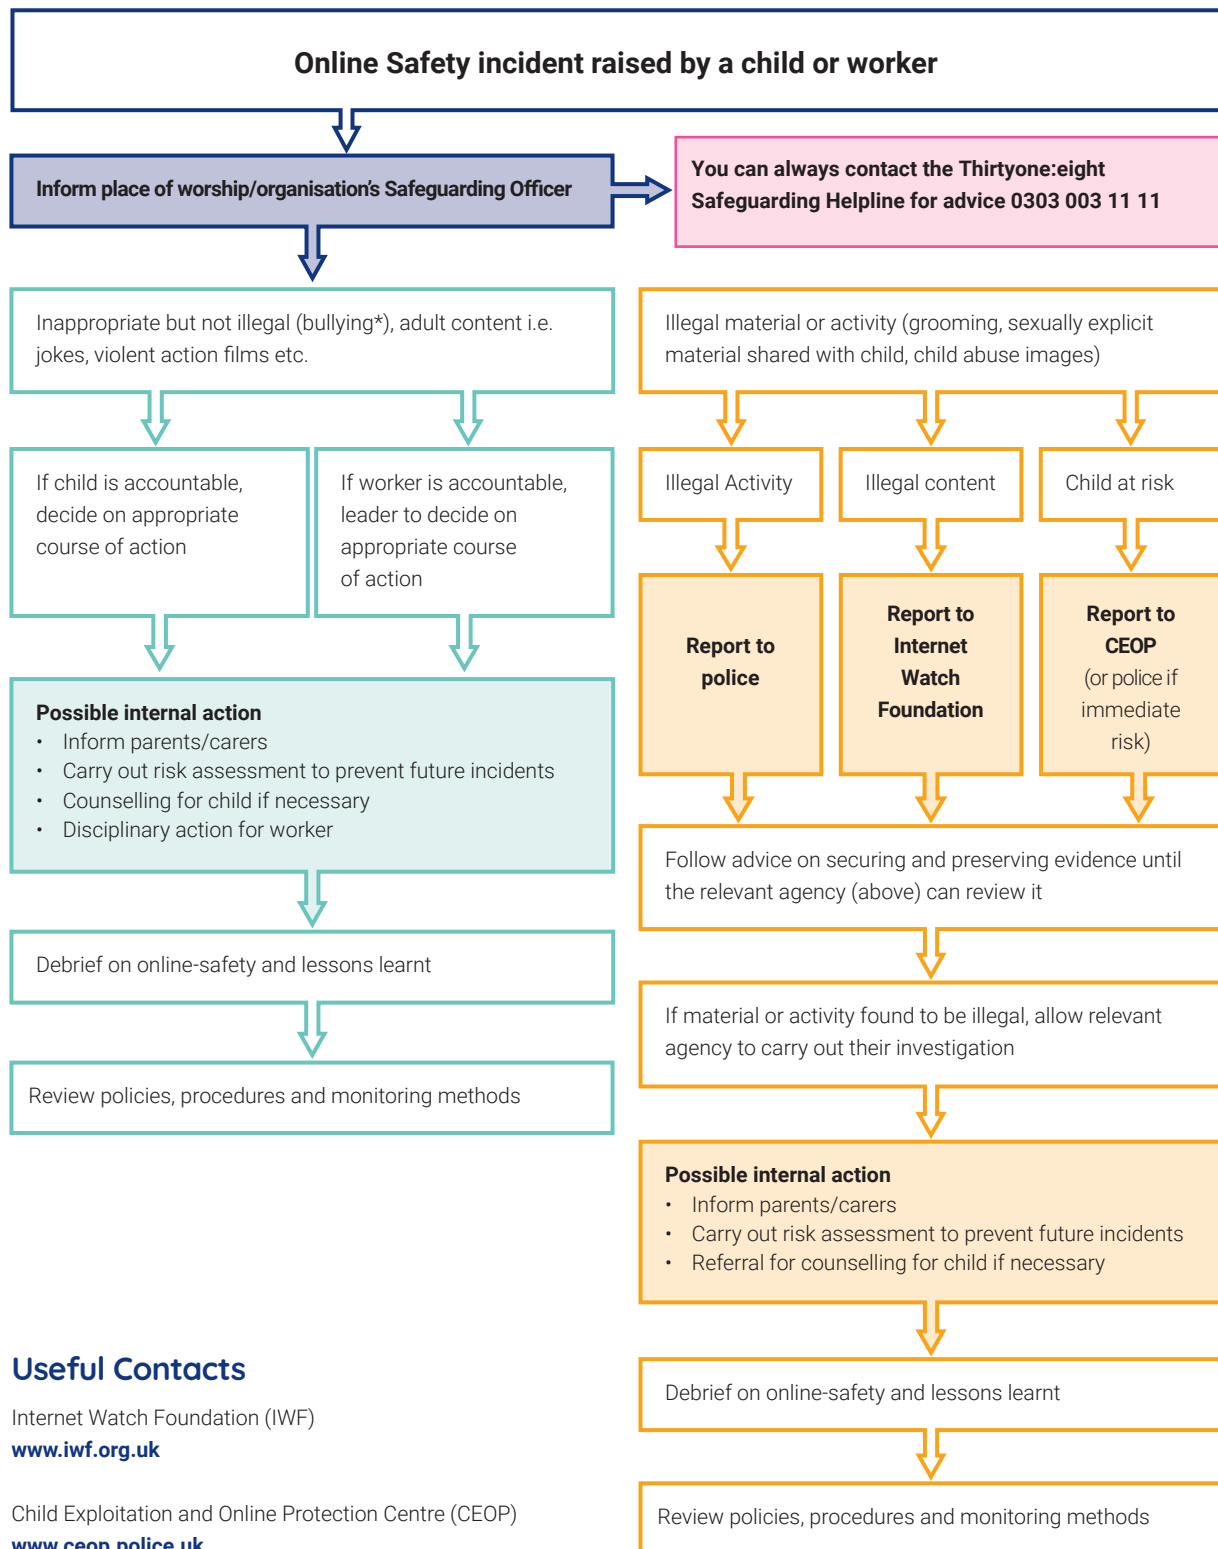 Online Safety incident raised by a child or worker
Inform place of worship/organisation's Safeguarding Officer
You can always contact the Thirtyone:eight
Safeguarding Helpline for advice 0303 003 11 11
Inappropriate but not illegal (bullying*), adult content i.e.
jokes, violent action films etc.
If child is accountable,
decide on appropriate
course of action
If worker is accountable,
leader to decide on
appropriate course
of action
Possible internal action
• Inform parents/carers
• Carry out risk assessment to prevent future incidents
• Counselling for child if necessary
• Disciplinary action for worker
Debrief on online-safety and lessons learnt
Review policies, procedures and monitoring methods
Illegal material or activity (grooming, sexually explicit
material shared with child, child abuse images)
Illegal Activity
Illegal content
Child at risk
Report to
police
Report to
Internet
Watch
Foundation
Report to
CEOP
(or police if
immediate
risk)
Follow advice on securing and preserving evidence until
the relevant agency (above) can review it
If material or activity found to be illegal, allow relevant
agency to carry out their investigation
Possible internal action
• Inform parents/carers
• Carry out risk assessment to prevent future incidents
• Referral for counselling for child if necessary
Debrief on online-safety and lessons learnt
Review policies, procedures and monitoring methods
Useful Contacts
Internet Watch Foundation (IWF)
www.iwf.org.uk
Child Exploitation and Online Protection Centre (CEOP)
www.ceop.police.uk